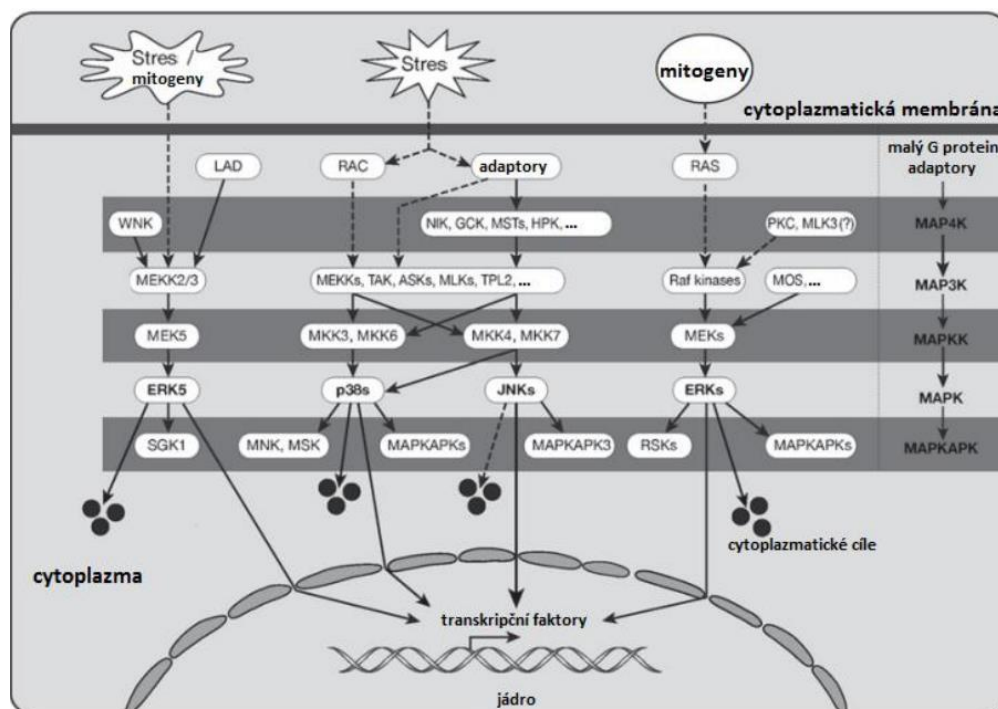 Stres /
mitogeny
Stres
mitogeny
cytoplazmatická membrána
LAD
RAC
adaptory
RAS
malý G protein
adaptory
WNK
NIK, GCK, MSTs, HPK, ...
PKC, MLK3(?)
MAP4K
MEKK2/3
MEKKs, TAK, ASKs, MLKs, TPL2, ...
Raf kinases
MOS, ...
MAP3K
MEK5
MKK3, MKK6
MKK4, MKK7
MEKs
MAPKK
ERK5
p38s
JNKs
ERKs
MAPK
SGK1
MNK, MSK
MAPKAPKs
MAPKAPK3
RSKs
MAPKAPKs
MAPKAPK
cytoplazmatické cíle
cytoplazma
transkripční faktory
jádro